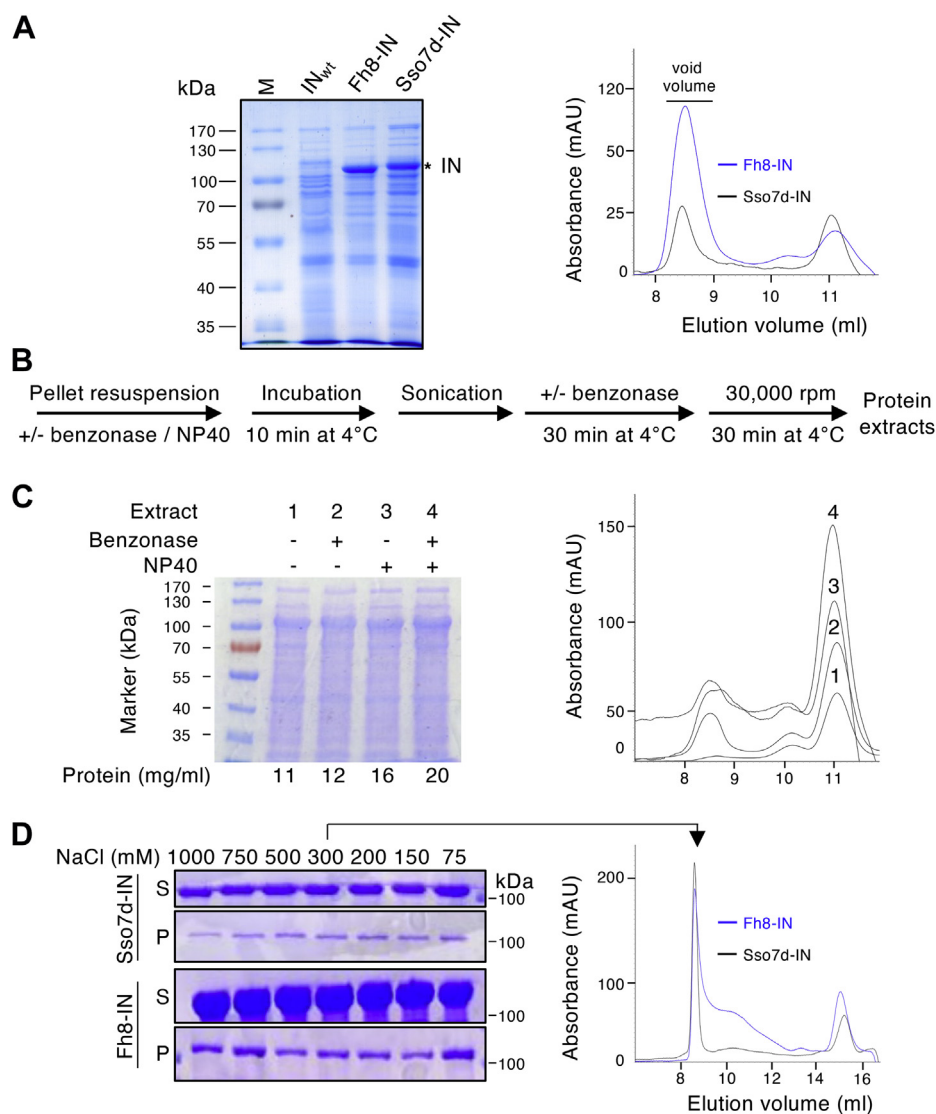 A
kDa
M
INwt
Fh8-IN
Sso7d-IN
170
130
100
70
55
40
35
* IN
void
volume
Absorbance (mAU)
120
50
25
0
Fh8-IN
Sso7d-IN
8 9 10 11
Elution volume (ml)
B
Pellet resuspension
+/- benzonase / NP40
Incubation
10 min at 4°C
Sonication
+/- benzonase
30 min at 4°C
30,000 rpm
30 min at 4°C
Protein
extracts
C
Extract 1 2 3 4
Benzonase - + - +
NP40 - - + +
Marker (kDa)
170
130
100
70
55
40
35
Protein (mg/ml) 11 12 16 20
Absorbance (mAU)
150
100
50
0
4
3
2
1
8 9 10 11
D
NaCl (mM) 1000 750 500 300 200 150 75
kDa
Sso7d-IN
S
-100
P
-100
Fh8-IN
S
-100
P
-100
Absorbance (mAU)
200
100
0
Fh8-IN
Sso7d-IN
8 10 12 14 16
Elution volume (ml)